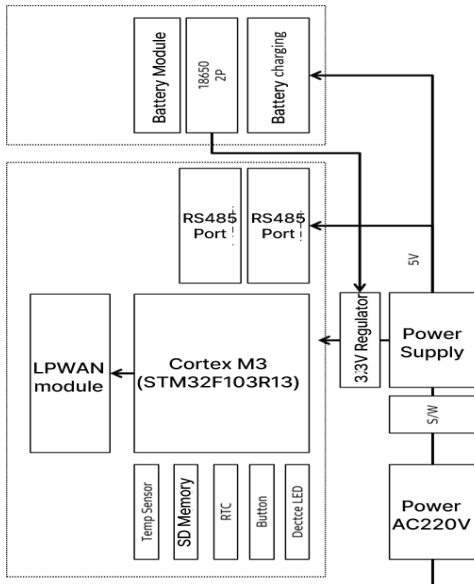 Battery Module
18650
2P
Battery charging
RS485
Port
RS485
Port
5V
LPWAN
module
Cortex M3
(STM32F103R13)
3.3V Regulator
Power
Supply
S/W
Temp Sensor
SD Memory
RTC
Button
Dectce LED
Power
AC220V